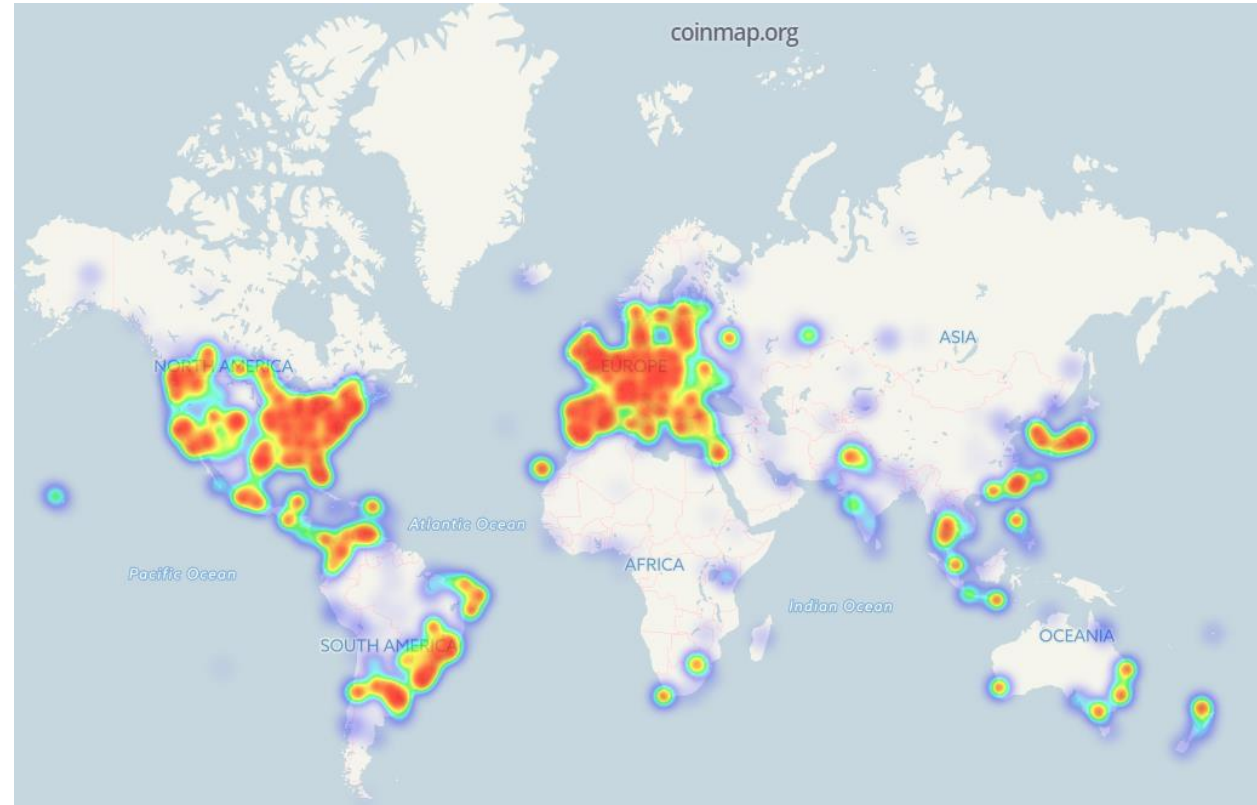 coinmap.org
ASIA
NORTH AMERICA
EUROPE
Atlantic Ocean
AFRICA
Pacific Ocean
Indian Ocean
OCEANIA
SOUTH AMERICA